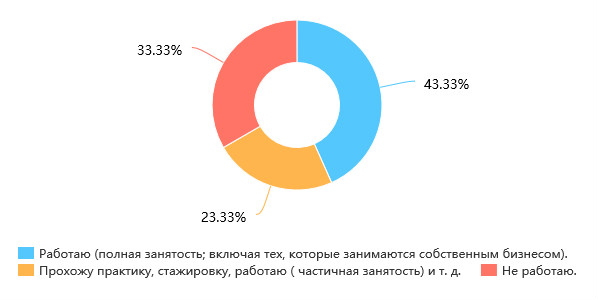 33.33%
43.33%
23.33%
Работаю (полная занятость; включая тех, которые занимаются собственным бизнесом).
Прохожу практику, стажировку, работаю ( частичная занятость) и т. д. Не работаю.